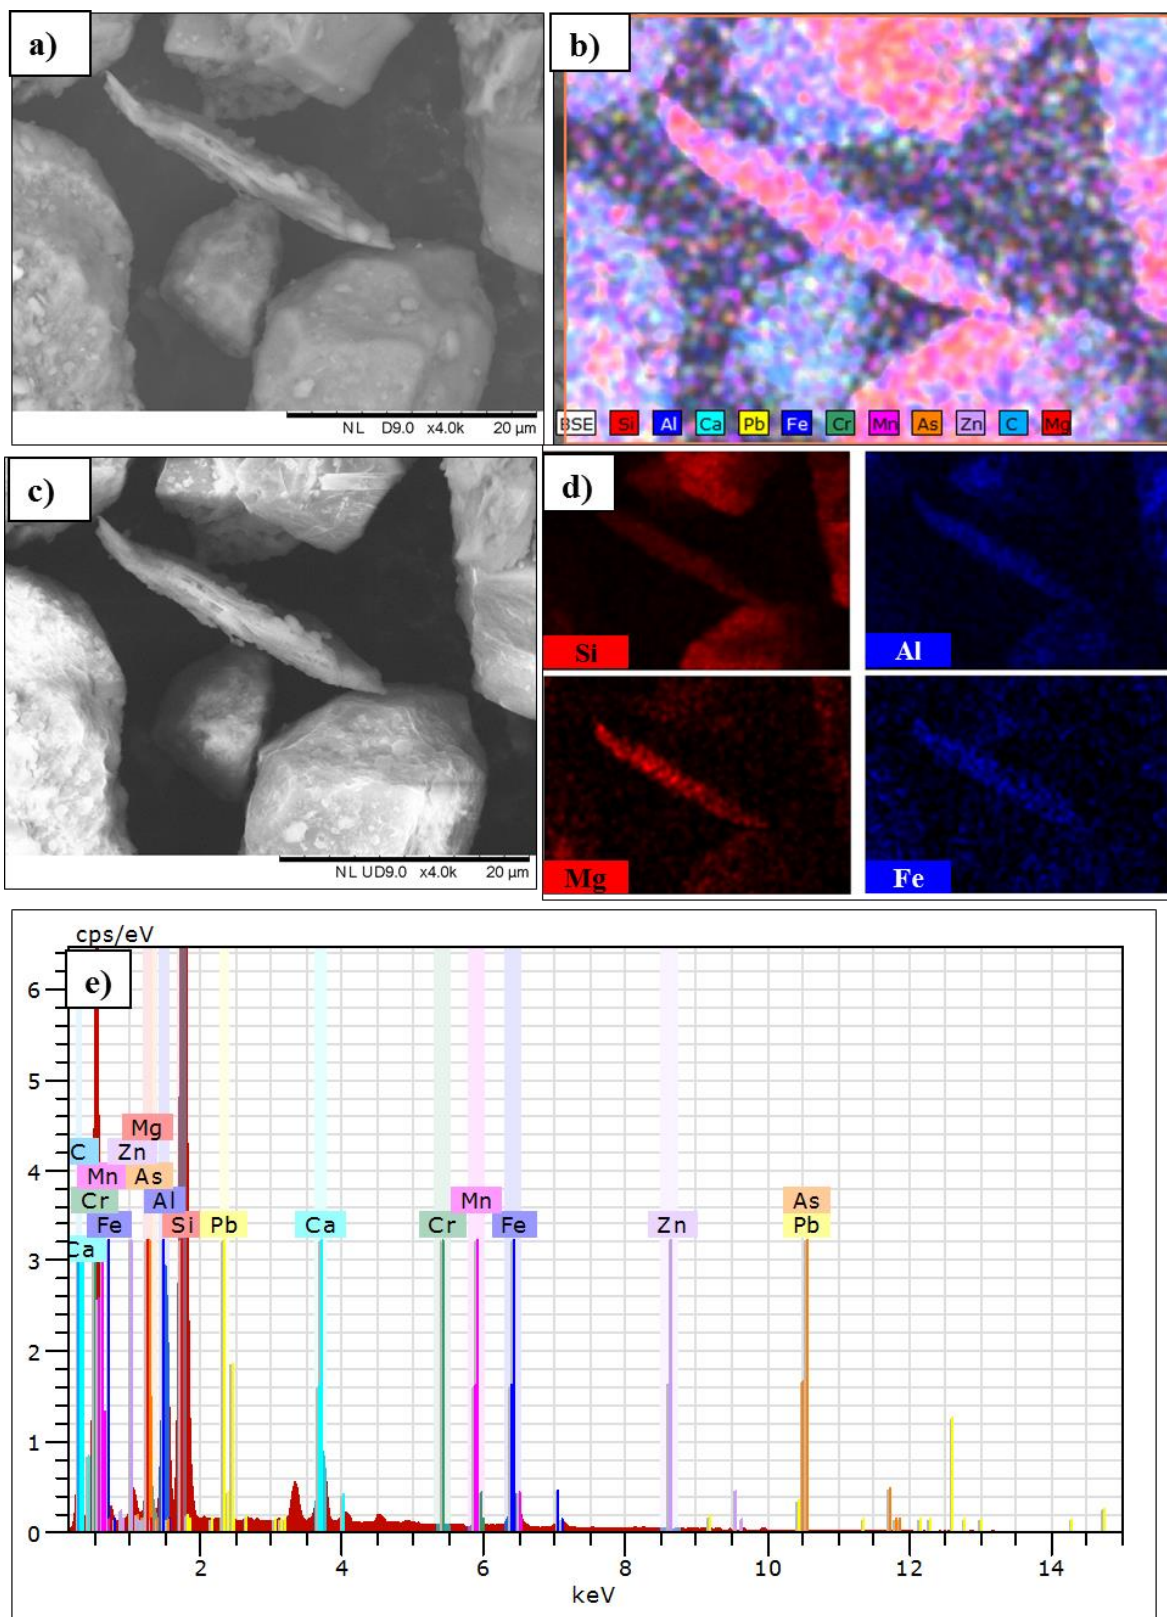 a)
NL D9.0 x4.0k 20 µm
b)
BSE Si Al Ca Pb Fe Cr Mn As Zn C Mg
c)
NL UD9.0 x4.0k 20 µm
d)
Si
Al
Mg
Fe
e)
cps/eV
6
5
4
3
2
1
0
Mg
C Zn
Mn As
Cr Al
Fe Si Pb Ca Cr Mn Fe Zn As Pb
Ca
2 4 6 8 10 12 14
keV